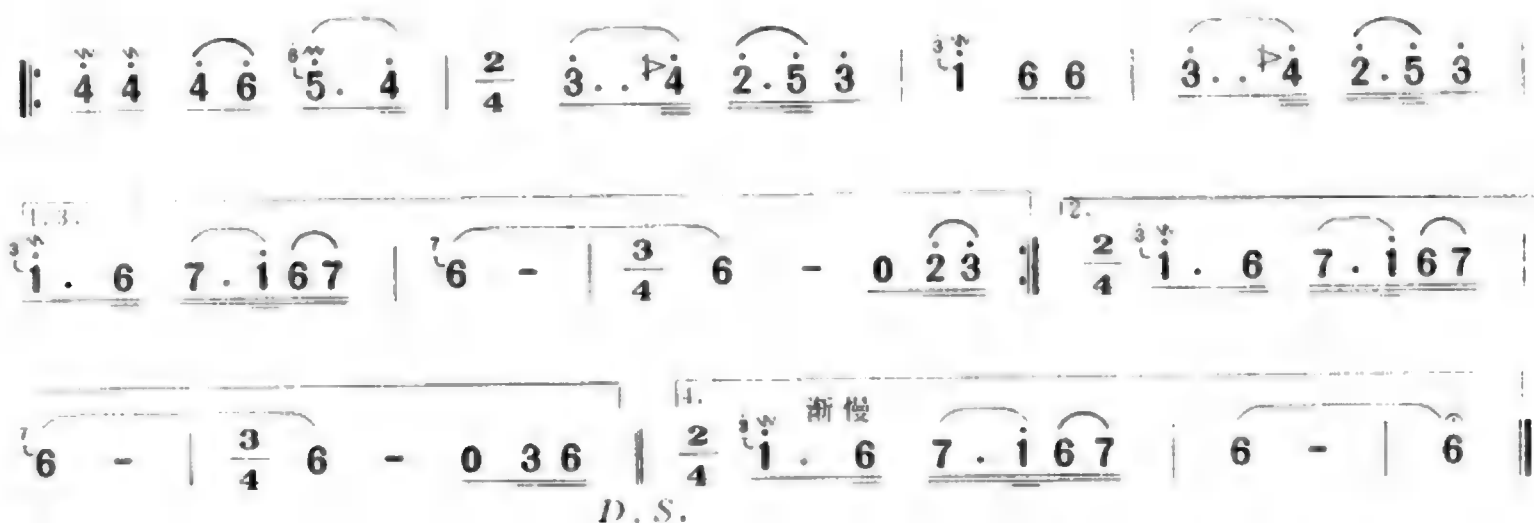 ‖: 4̇ 4̇ 4̇ 6̇ 5̇. 4̇ | 2/4 3̇.. 4̇ 2̇. 5̇ 3̇ | 1̇ 6 6 | 3̇.. 4̇ 2̇. 5̇ 3̇ |
1.3. 1̇. 6 7. 1̇ 6 7 | 6 - | 3/4 6 - 0 2̇ 3̇ :‖ 2. 2/4 1̇. 6 7. 1̇ 6 7 |
6 - | 3/4 6 - 0 3 6 ‖ 4. 渐慢 2/4 1̇. 6 7. 1̇ 6 7 | 6 - | 6 ‖
D.S.